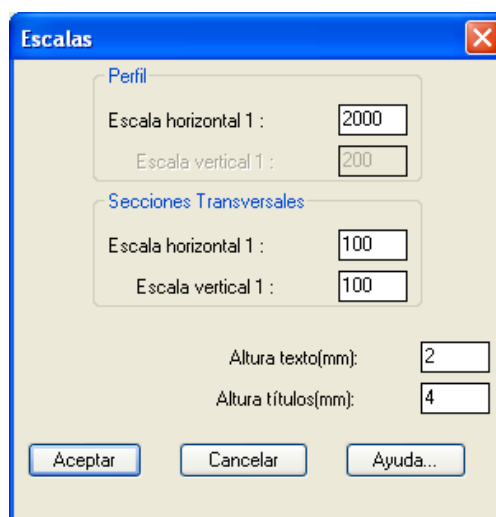 Escalas
Perfil
Escala horizontal 1 : 2000
Escala vertical 1 : 200
Secciones Transversales
Escala horizontal 1 : 100
Escala vertical 1 : 100
Altura texto(mm): 2
Altura títulos(mm): 4
Aceptar Cancelar Ayuda...